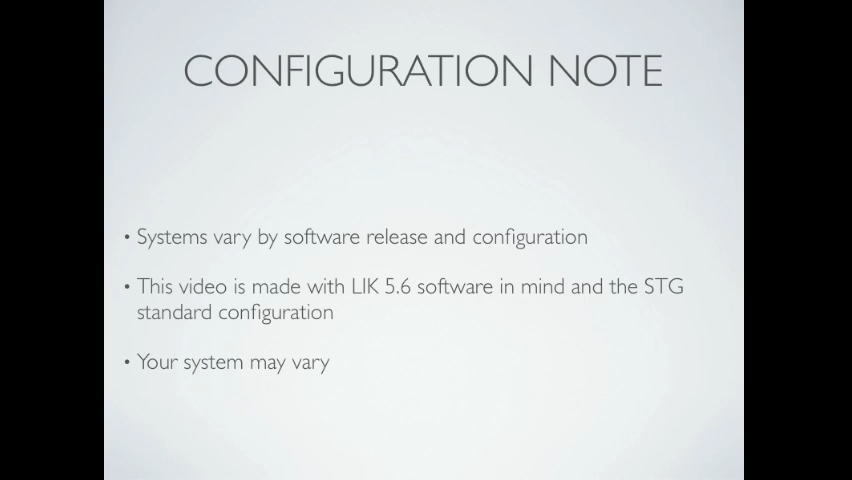 CONFIGURATION NOTE
• Systems vary by software release and configuration
• This video is made with LIK 5.6 software in mind and the STG
standard configuration
• Your system may vary